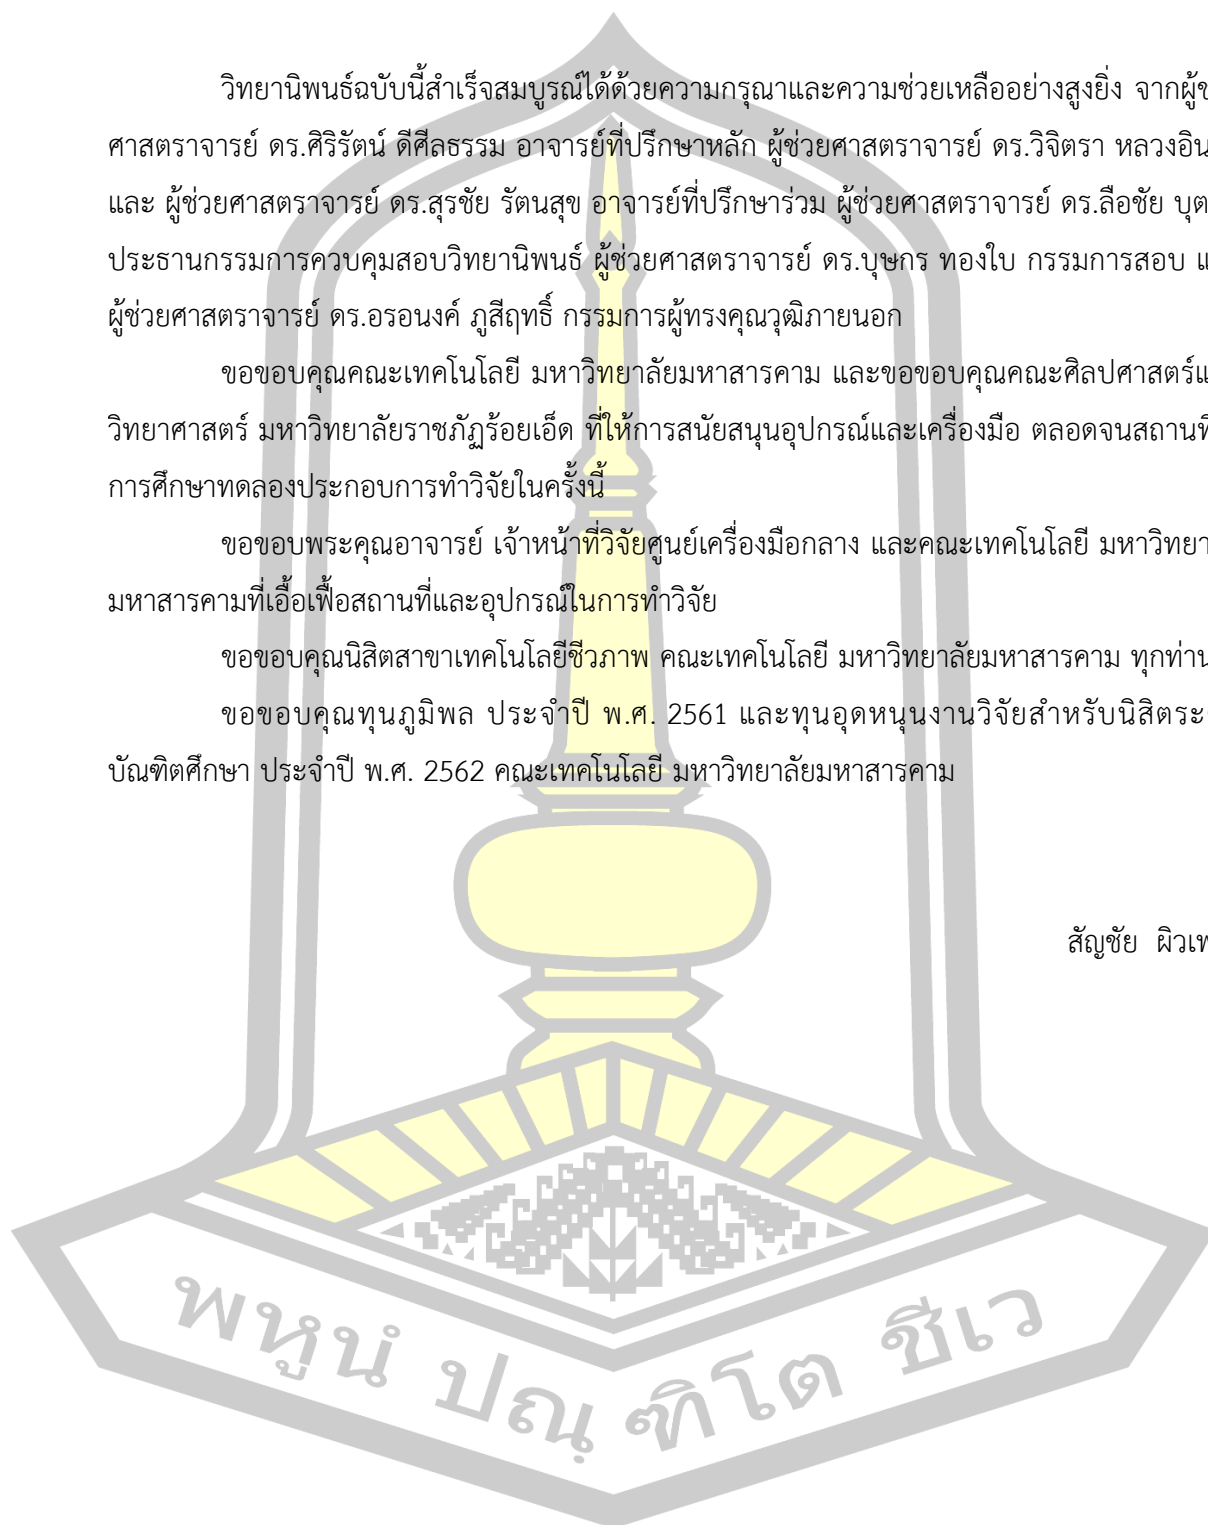 วิทยานิพนธ์ฉบับนี้สำเร็จสมบูรณ์ได้ด้วยความกรุณาและความช่วยเหลืออย่างสูงยิ่ง จากผู้ช
ศาสตราจารย์ ดร.ศิริรัตน์ ดีศีลธรรม อาจารย์ที่ปรึกษาหลัก ผู้ช่วยศาสตราจารย์ ดร.วิจิตรา หลวงอิน
และ ผู้ช่วยศาสตราจารย์ ดร.สุรชัย รัตนสุข อาจารย์ที่ปรึกษาร่วม ผู้ช่วยศาสตราจารย์ ดร.ลือชัย บุต
ประธานกรรมการควบคุมสอบวิทยานิพนธ์ ผู้ช่วยศาสตราจารย์ ดร.บุษกร ทองใบ กรรมการสอบ แ
ผู้ช่วยศาสตราจารย์ ดร.อรอนงค์ ภูสีฤทธิ์ กรรมการผู้ทรงคุณวุฒิภายนอก
ขอขอบคุณคณะเทคโนโลยี มหาวิทยาลัยมหาสารคาม และขอขอบคุณคณะศิลปศาสตร์แ
วิทยาศาสตร์ มหาวิทยาลัยราชภัฏร้อยเอ็ด ที่ให้การสนัยสนุนอุปกรณ์และเครื่องมือ ตลอดจนสถานที
การศึกษาทดลองประกอบการทำวิจัยในครั้งนี้
ขอขอบพระคุณอาจารย์ เจ้าหน้าที่วิจัยศูนย์เครื่องมือกลาง และคณะเทคโนโลยี มหาวิทยา
มหาสารคามที่เอื้อเฟื้อสถานที่และอุปกรณ์ในการทำวิจัย
ขอขอบคุณนิสิตสาขาเทคโนโลยีชีวภาพ คณะเทคโนโลยี มหาวิทยาลัยมหาสารคาม ทุกท่าน
ขอขอบคุณทุนภูมิพล ประจำปี พ.ศ. 2561 และทุนอุดหนุนงานวิจัยสำหรับนิสิตระ
บัณฑิตศึกษา ประจำปี พ.ศ. 2562 คณะเทคโนโลยี มหาวิทยาลัยมหาสารคาม
สัญชัย ผิวเพ
พหูนํ ปณฺฑิโต ชีเว